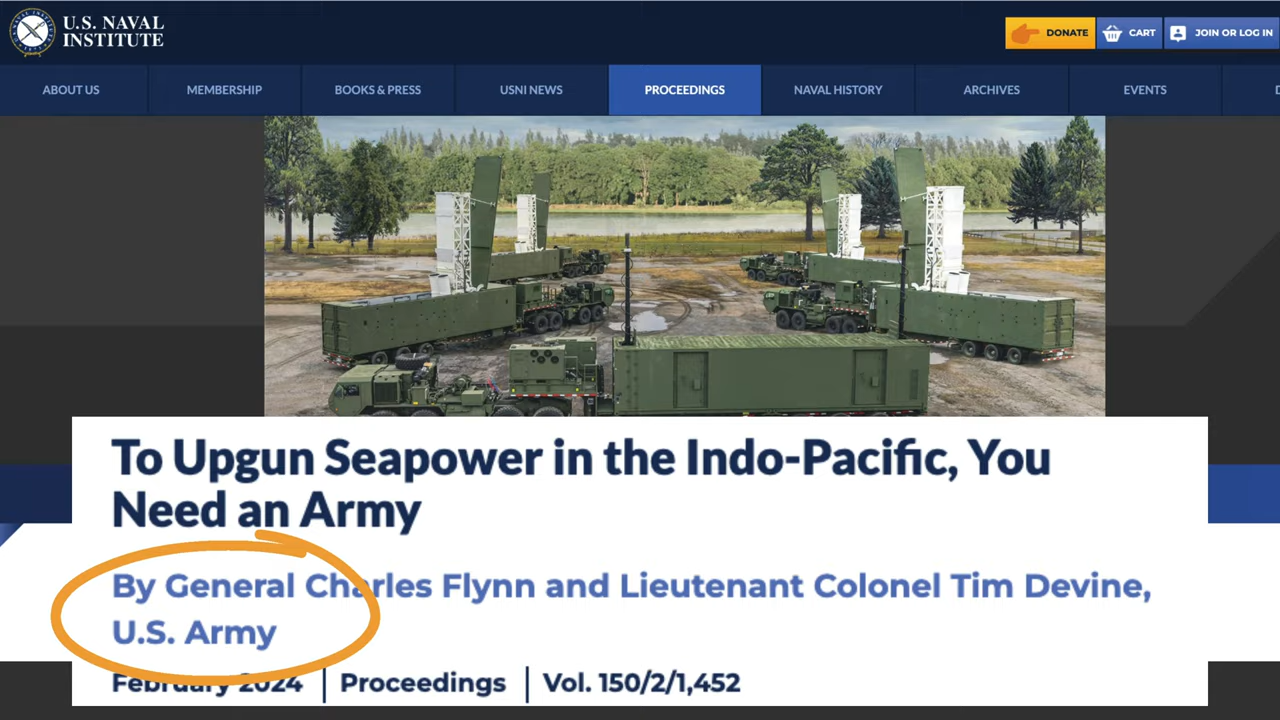 U.S. NAVAL
INSTITUTE
DONATE
CART
JOIN OR LOG IN
ABOUT US
MEMBERSHIP
BOOKS & PRESS
USNI NEWS
PROCEEDINGS
NAVAL HISTORY
ARCHIVES
EVENTS
To Upgun Seapower in the Indo-Pacific, You
Need an Army
By General Charles Flynn and Lieutenant Colonel Tim Devine,
U.S. Army
February 2024 | Proceedings | Vol. 150/2/1,452